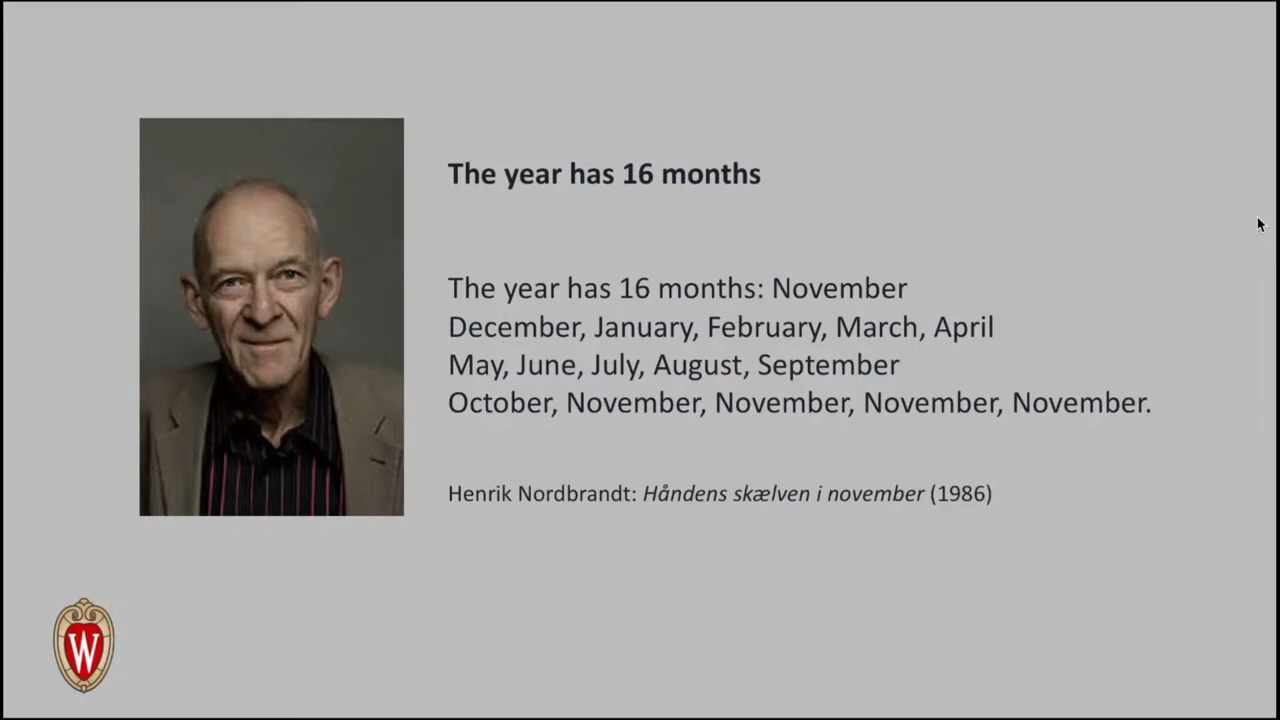 The year has 16 months
The year has 16 months: November
December, January, February, March, April
May, June, July, August, September
October, November, November, November, November.
Henrik Nordbrandt: Håndens skælven i november (1986)
W